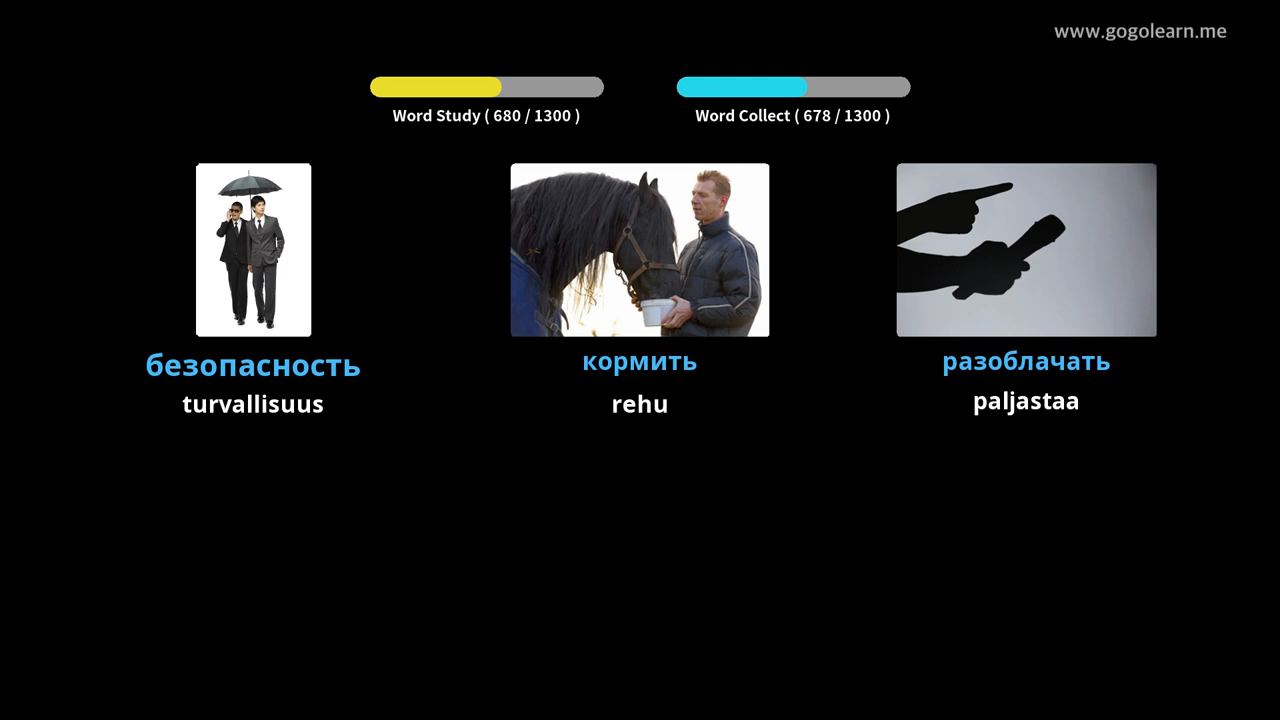 www.gogolearn.me
Word Study ( 680 / 1300 )
Word Collect ( 678 / 1300 )
безопасность
turvallisuus
кормить
rehu
разоблачать
paljastaa